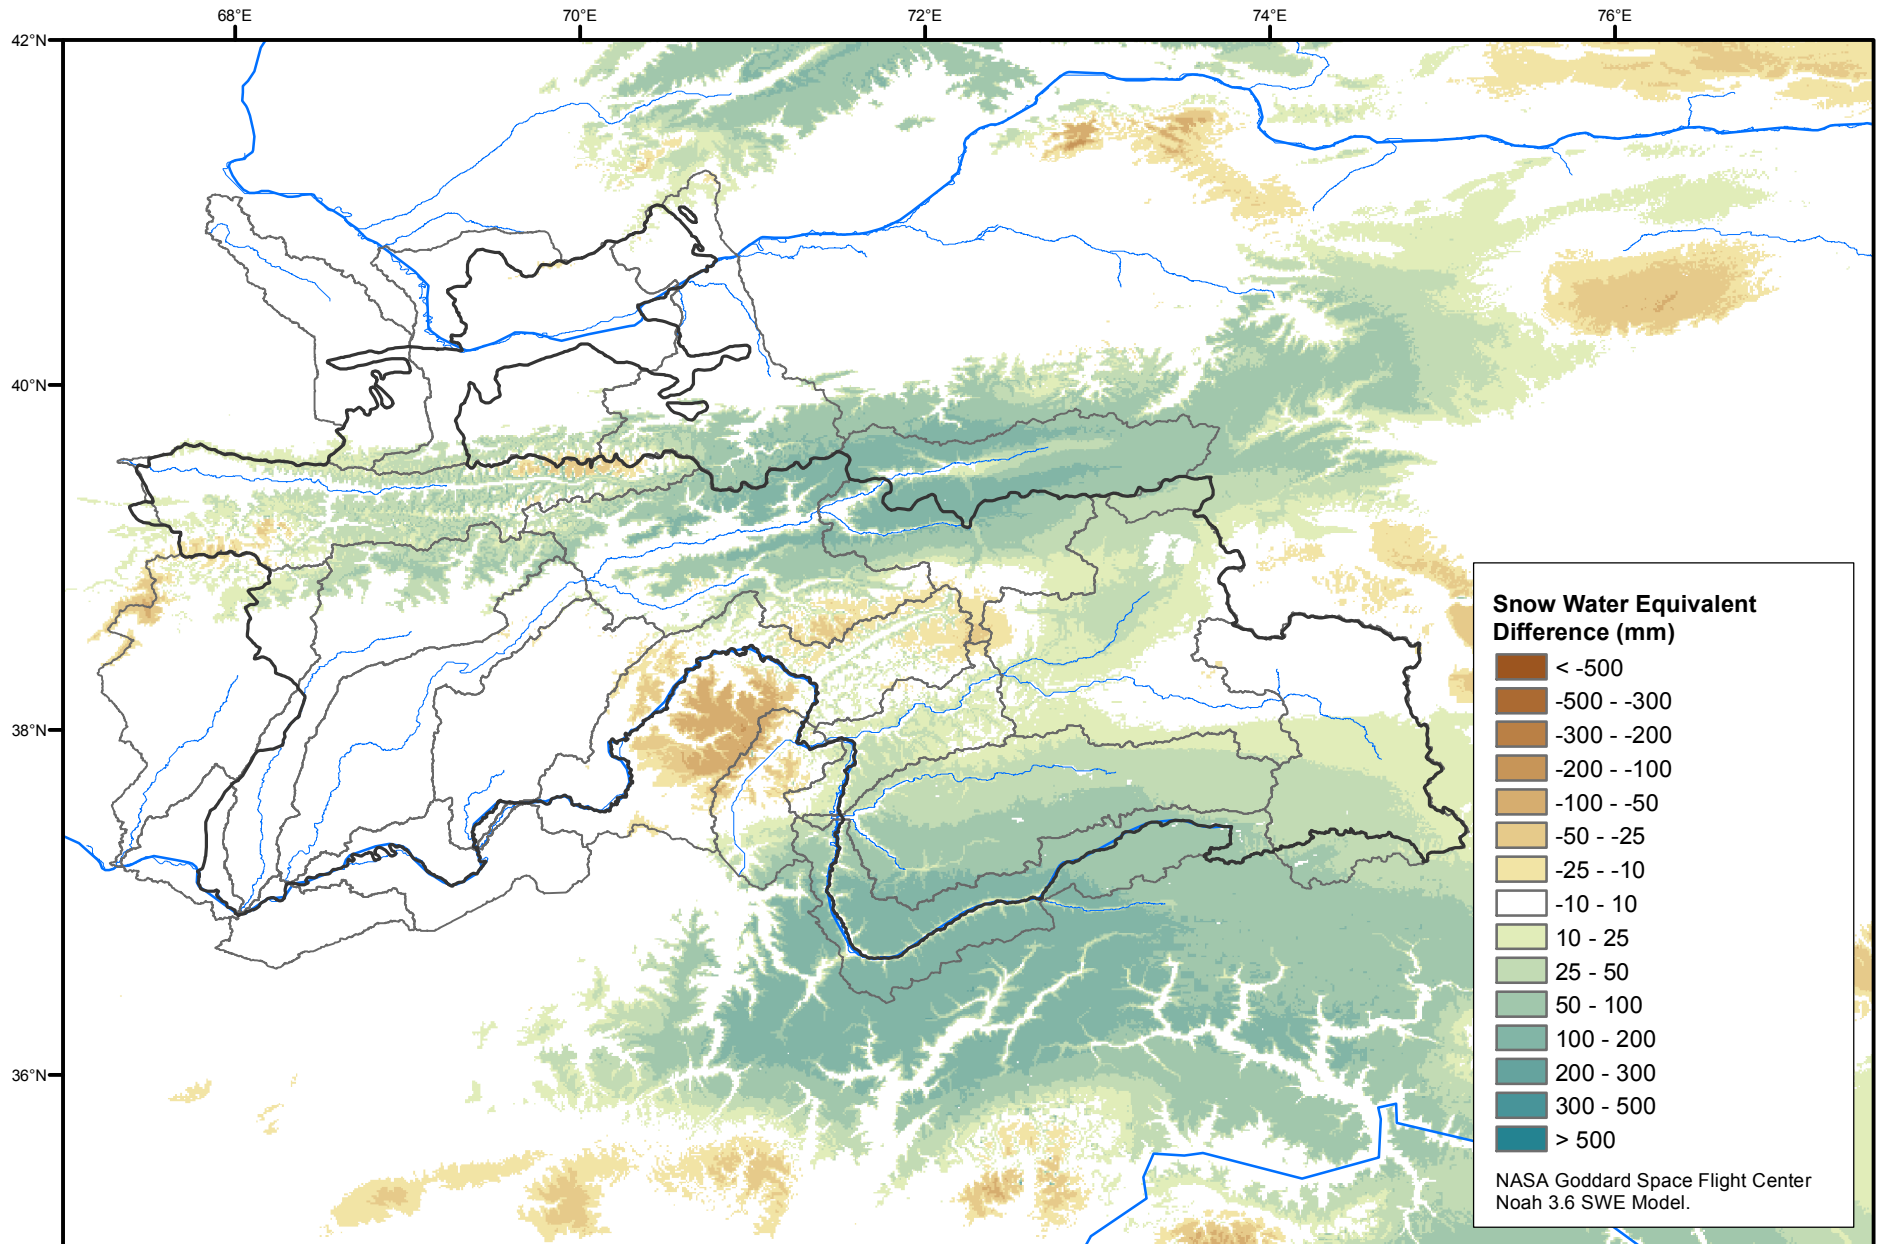 68°E 70°E 72°E 74°E 76°E
42°N
40°N
38°N
36°N
Snow Water Equivalent
Difference (mm)
< -500
-500 - -300
-300 - -200
-200 - -100
-100 - -50
-50 - -25
-25 - -10
-10 - 10
10 - 25
25 - 50
50 - 100
100 - 200
200 - 300
300 - 500
> 500
NASA Goddard Space Flight Center
Noah 3.6 SWE Model.